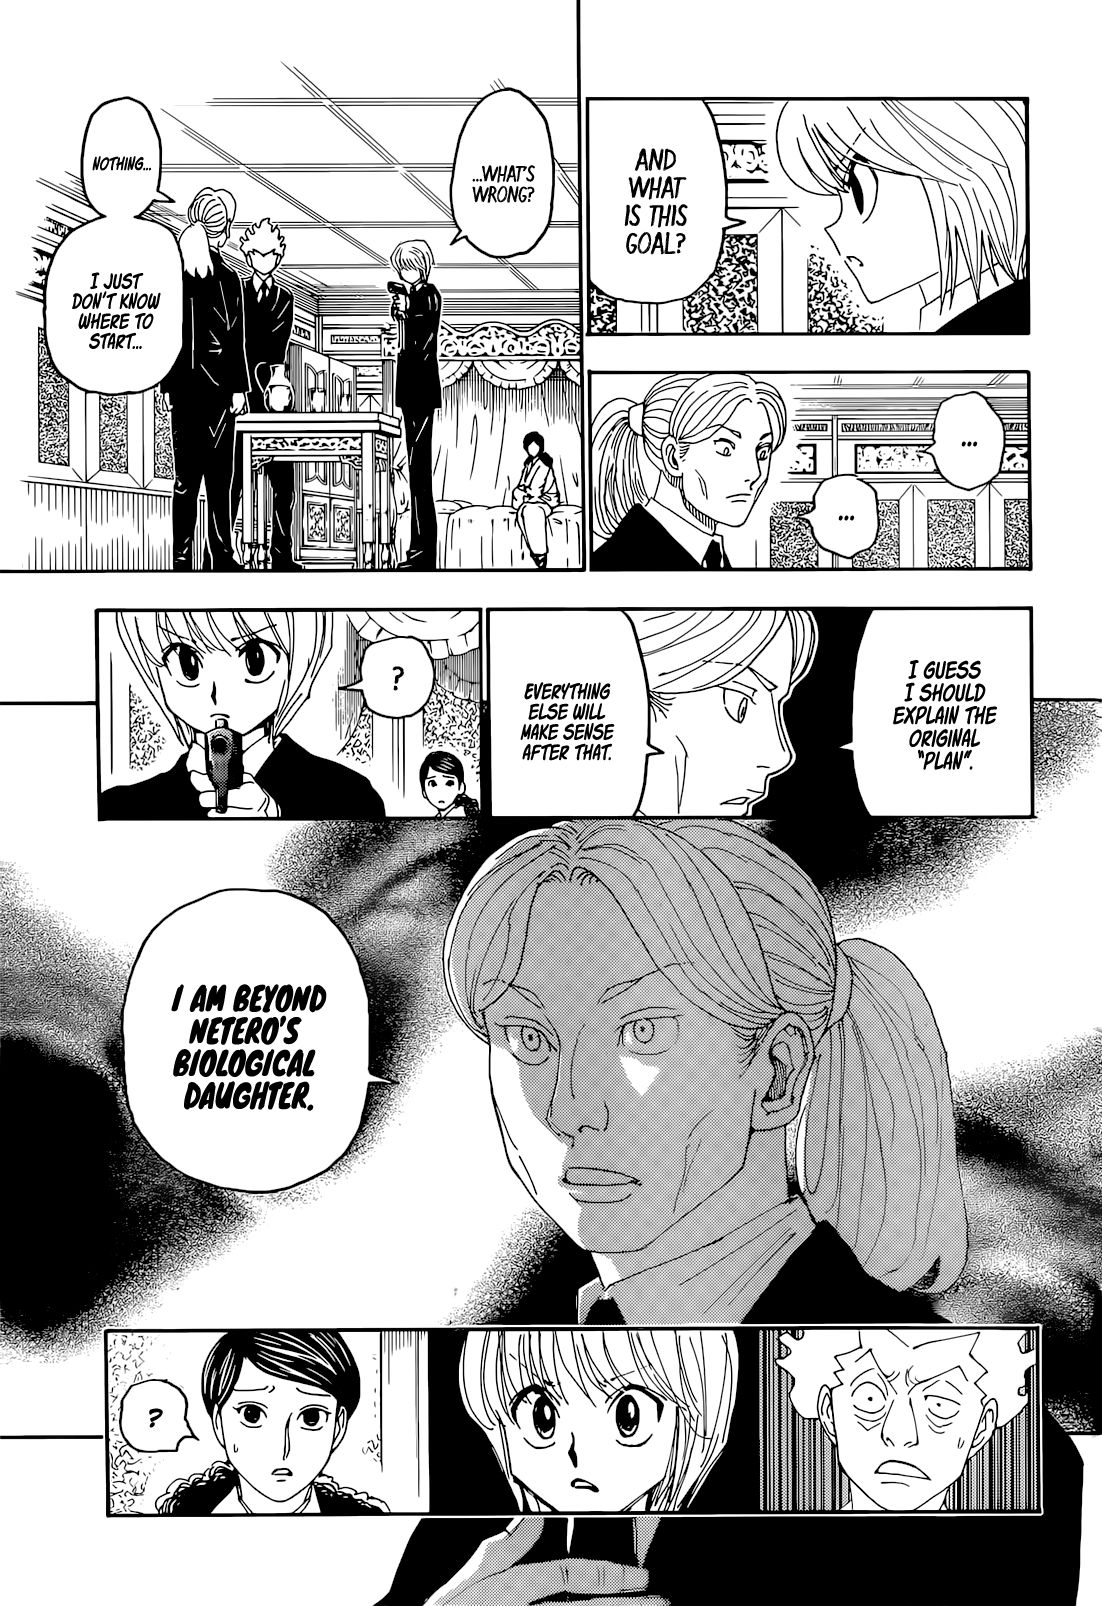 AND
WHAT
IS THIS
GOAL?
...WHAT'S
WRONG?
NOTHING...
I JUST
DON'T KNOW
WHERE TO
START...
...
...
I GUESS
I SHOULD
EXPLAIN THE
ORIGINAL
"PLAN".
EVERYTHING
ELSE WILL
MAKE SENSE
AFTER THAT.
?
I AM BEYOND
NETERO'S
BIOLOGICAL
DAUGHTER.
?